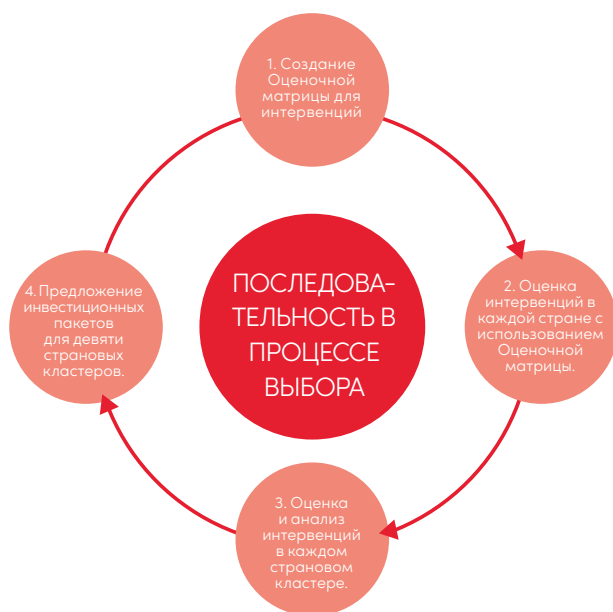 1. Создание
Оценочной
матрицы для
интервенций
2. Оценка
интервенций в
каждой стране с
использованием
Оценочной
матрицы.
3. Оценка
и анализ
интервенций
в каждом
страновом
кластере.
4. Предложение
инвестиционных
пакетов
для девяти
страновых
кластеров.
ПОСЛЕДОВА-
ТЕЛЬНОСТЬ В
ПРОЦЕССЕ
ВЫБОРА